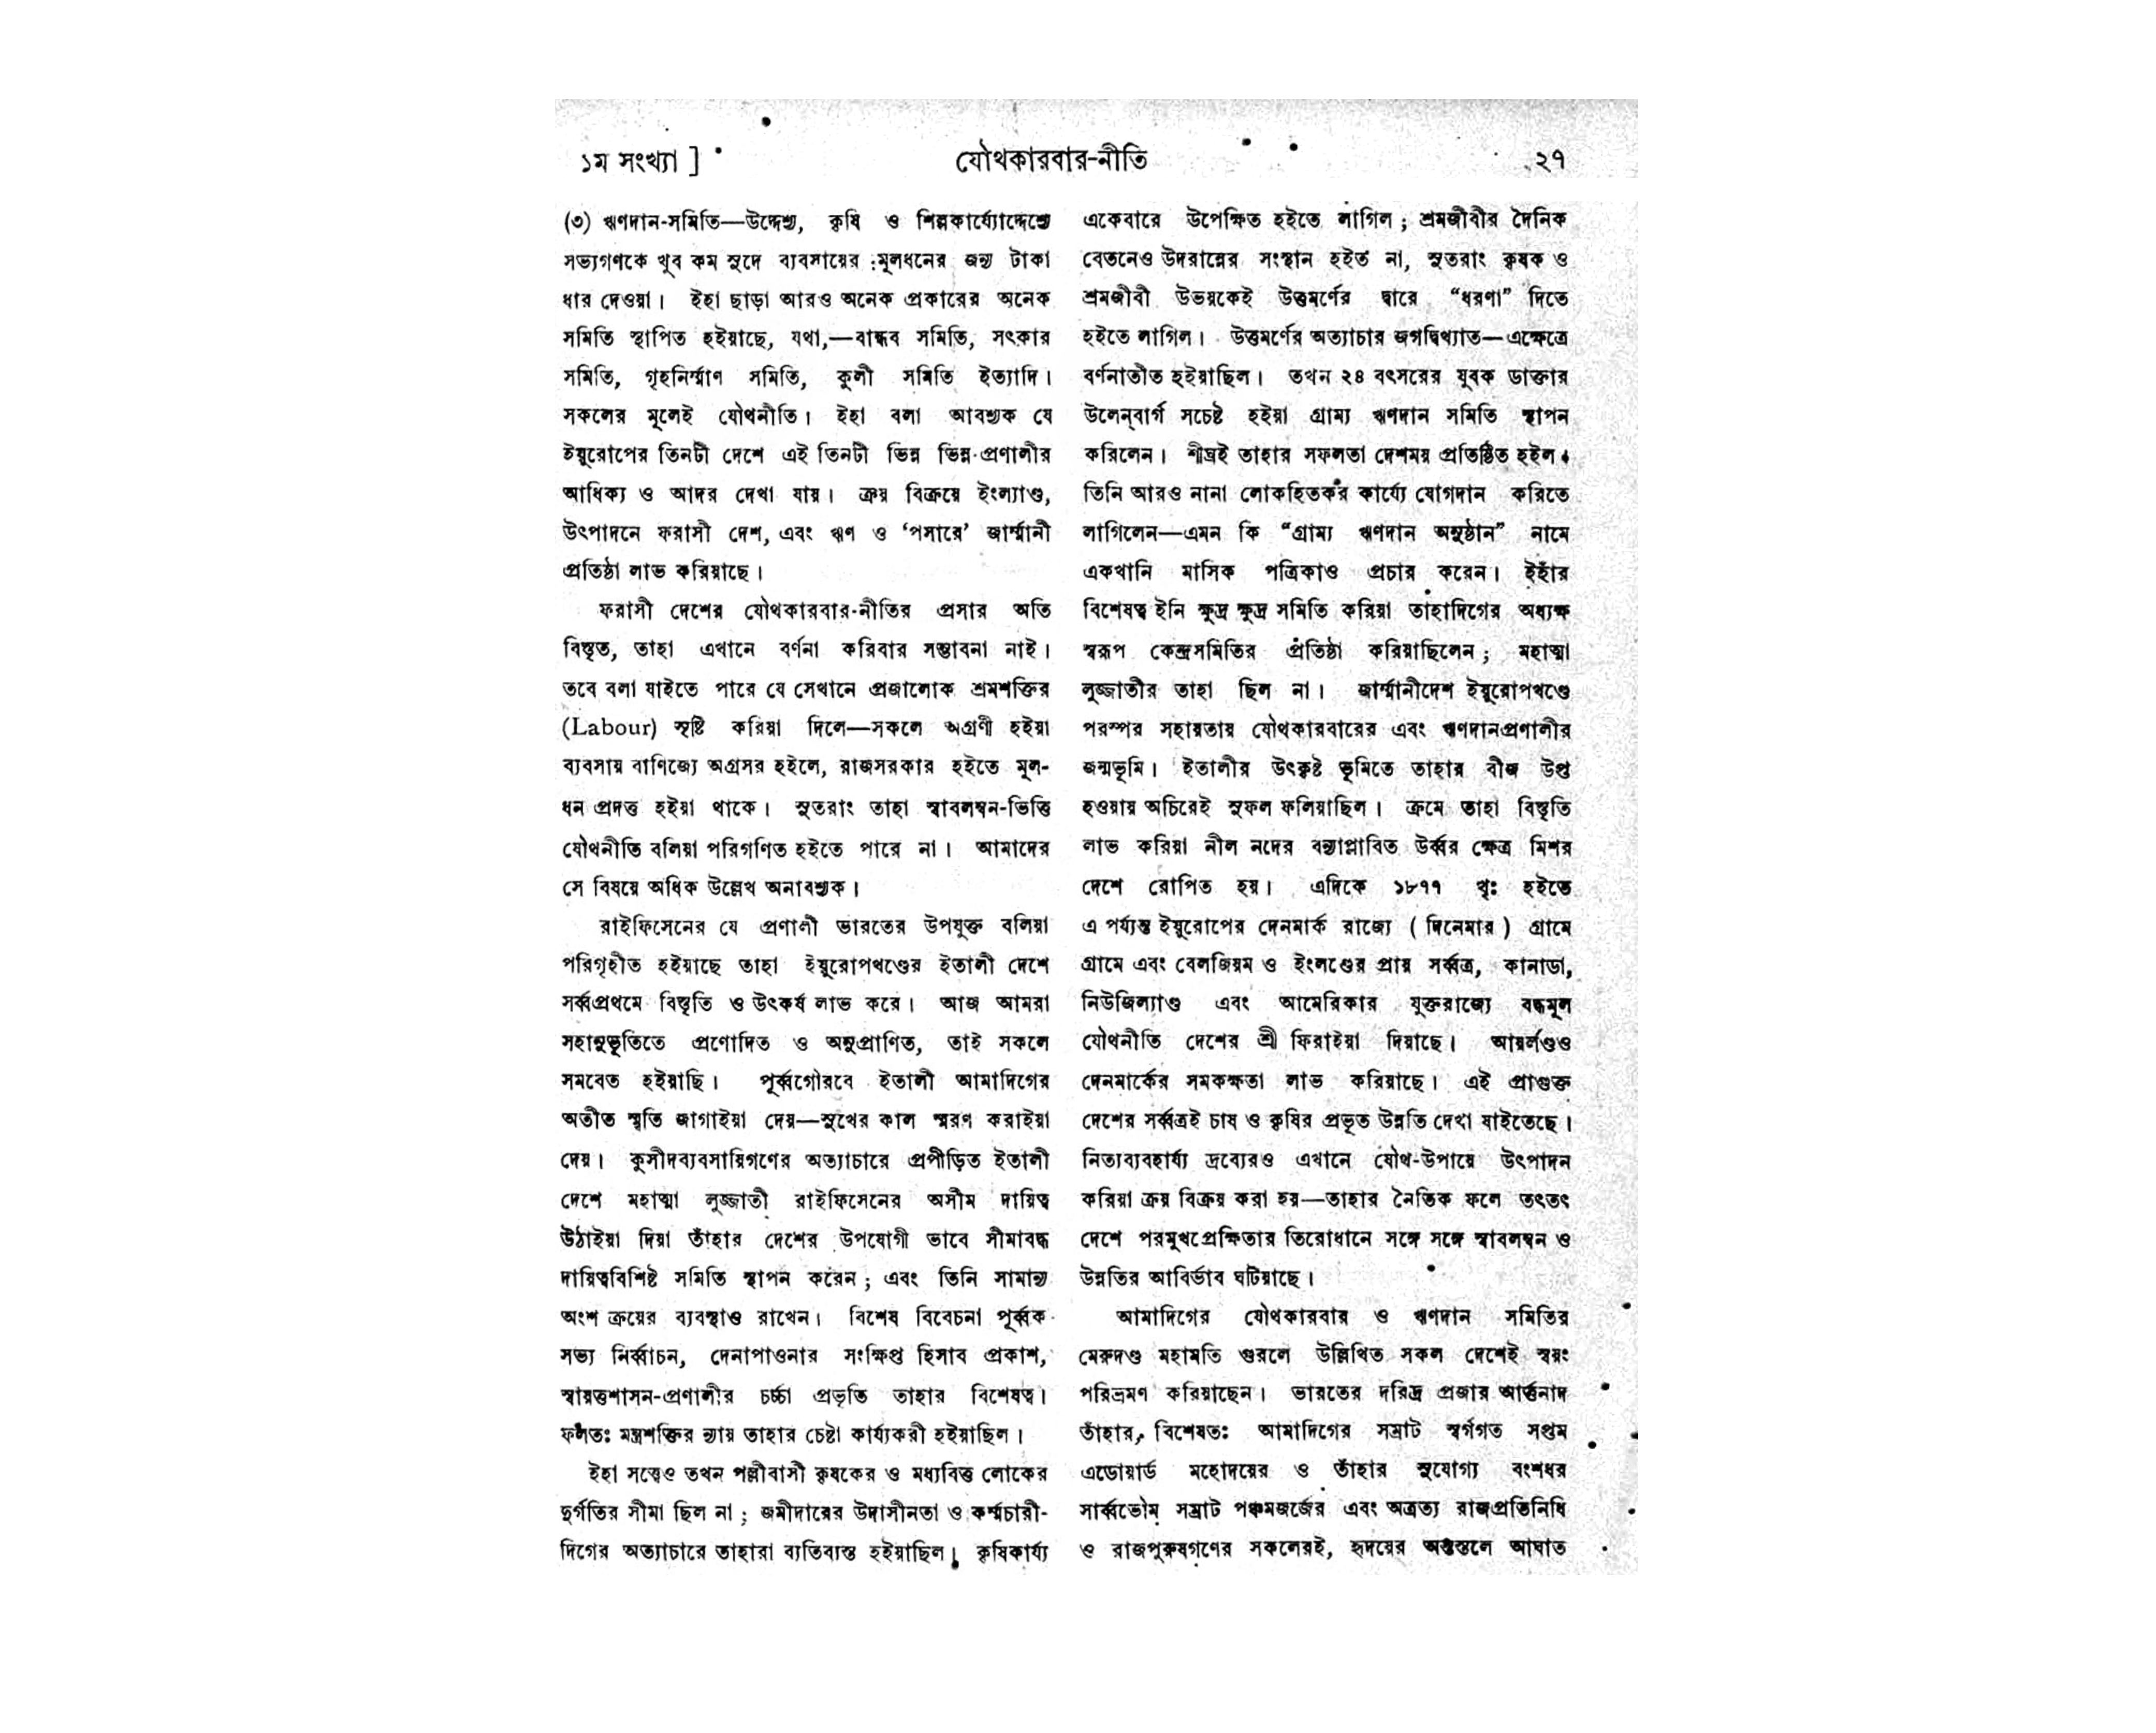 ১ম সংখ্যা ]
যৌথকারবার-নীতি
২৭
(৩) ঋণদান-সমিতি—উদ্দেশ্য, কৃষি ও শিল্পকার্য্যোদ্দেশ্যে
সভ্যগণকে খুব কম সুদে ব্যবসায়ের মূলধনের জন্য টাকা
ধার দেওয়া। ইহা ছাড়া আরও অনেক প্রকারের অনেক
সমিতি স্থাপিত হইয়াছে, যথা,—বান্ধব সমিতি, সৎকার
সমিতি, গৃহনির্ম্মাণ সমিতি, কুলী সমিতি ইত্যাদি।
সকলের মূলেই যৌথনীতি। ইহা বলা আবশ্যক যে
ইয়ুরোপের তিনটী দেশে এই তিনটী ভিন্ন ভিন্ন প্রণালীর
আধিক্য ও আদর দেখা যায়। ক্রয় বিক্রয়ে ইংল্যাণ্ড,
উৎপাদনে ফরাসী দেশ, এবং ঋণ ও ‘পসারে’ জার্ম্মানী
প্রতিষ্ঠা লাভ করিয়াছে।
ফরাসী দেশের যৌথকারবার-নীতির প্রসার অতি
বিস্তৃত, তাহা এখানে বর্ণনা করিবার সম্ভাবনা নাই।
তবে বলা যাইতে পারে যে সেখানে প্রজালোক শ্রমশক্তির
(Labour) সৃষ্টি করিয়া দিলে—সকলে অগ্রণী হইয়া
ব্যবসায় বাণিজ্যে অগ্রসর হইলে, রাজসরকার হইতে মূল-
ধন প্রদত্ত হইয়া থাকে। সুতরাং তাহা স্বাবলম্বন-ভিত্তি
যৌথনীতি বলিয়া পরিগণিত হইতে পারে না। আমাদের
সে বিষয়ে অধিক উল্লেখ অনাবশ্যক।
রাইফিসেনের যে প্রণালী ভারতের উপযুক্ত বলিয়া
পরিগৃহীত হইয়াছে তাহা ইয়ুরোপখণ্ডের ইতালী দেশে
সর্ব্বপ্রথমে বিস্তৃতি ও উৎকর্ষ লাভ করে। আজ আমরা
সহানুভূতিতে প্রণোদিত ও অনুপ্রাণিত, তাই সকলে
সমবেত হইয়াছি। পূর্ব্বগৌরবে ইতালী আমাদিগের
অতীত স্মৃতি জাগাইয়া দেয়—সুখের কাল স্মরণ করাইয়া
দেয়। কুসীদব্যবসায়িগণের অত্যাচারে প্রপীড়িত ইতালী
দেশে মহাত্মা লুজ্জাতী রাইফিসেনের অসীম দায়িত্ব
উঠাইয়া দিয়া তাঁহার দেশের উপযোগী ভাবে সীমাবদ্ধ
দায়িত্ববিশিষ্ট সমিতি স্থাপন করেন; এবং তিনি সামান্য
অংশ ক্রয়ের ব্যবস্থাও রাখেন। বিশেষ বিবেচনা পূর্ব্বক
সভ্য নির্ব্বাচন, দেনাপাওনার সংক্ষিপ্ত হিসাব প্রকাশ,
স্বায়ত্তশাসন-প্রণালীর চর্চ্চা প্রভৃতি তাহার বিশেষত্ব।
ফলতঃ মন্ত্রশক্তির ন্যায় তাহার চেষ্টা কার্য্যকরী হইয়াছিল।
ইহা সত্ত্বেও তখন পল্লীবাসী কৃষকের ও মধ্যবিত্ত লোকের
দুর্গতির সীমা ছিল না; জমীদারের উদাসীনতা ও কর্ম্মচারী-
দিগের অত্যাচারে তাহারা ব্যতিব্যস্ত হইয়াছিল। কৃষিকার্য্য
একেবারে উপেক্ষিত হইতে লাগিল; শ্রমজীবীর দৈনিক
বেতনেও উদরান্নের সংস্থান হইত না, সুতরাং কৃষক ও
শ্রমজীবী উভয়কেই উত্তমর্ণের দ্বারে “ধরণা” দিতে
হইতে লাগিল। উত্তমর্ণের অত্যাচার জগদ্বিখ্যাত—এক্ষেত্রে
বর্ণনাতীত হইয়াছিল। তখন ২৪ বৎসরের যুবক ডাক্তার
উলেন্‌বার্গ সচেষ্ট হইয়া গ্রাম্য ঋণদান সমিতি স্থাপন
করিলেন। শীঘ্রই তাহার সফলতা দেশময় প্রতিষ্ঠিত হইল।
তিনি আরও নানা লোকহিতকর কার্য্যে যোগদান করিতে
লাগিলেন—এমন কি “গ্রাম্য ঋণদান অনুষ্ঠান” নামে
একখানি মাসিক পত্রিকাও প্রচার করেন। ইহাঁর
বিশেষত্ব ইনি ক্ষুদ্র ক্ষুদ্র সমিতি করিয়া তাহাদিগের অধ্যক্ষ
স্বরূপ কেন্দ্রসমিতির প্রতিষ্ঠা করিয়াছিলেন; মহাত্মা
লুজ্জাতীর তাহা ছিল না। জার্ম্মানীদেশ ইয়ুরোপখণ্ডে
পরস্পর সহায়তায় যৌথকারবারের এবং ঋণদানপ্রণালীর
জন্মভূমি। ইতালীর উৎকৃষ্ট ভূমিতে তাহার বীজ উপ্ত
হওয়ায় অচিরেই সুফল ফলিয়াছিল। ক্রমে তাহা বিস্তৃতি
লাভ করিয়া নীল নদের বন্যাপ্লাবিত উর্ব্বর ক্ষেত্র মিশর
দেশে রোপিত হয়। এদিকে ১৮৭৭ খৃঃ হইতে
এ পর্য্যন্ত ইয়ুরোপের দেনমার্ক রাজ্যে ( দিনেমার ) গ্রামে
গ্রামে এবং বেলজিয়ম ও ইংলণ্ডের প্রায় সর্ব্বত্র, কানাডা,
নিউজিল্যাণ্ড এবং আমেরিকার যুক্তরাজ্যে বদ্ধমূল
যৌথনীতি দেশের শ্রী ফিরাইয়া দিয়াছে। আয়র্লণ্ডও
দেনমার্কের সমকক্ষতা লাভ করিয়াছে। এই প্রাগুক্ত
দেশের সর্ব্বত্রই চাষ ও কৃষির প্রভূত উন্নতি দেখা যাইতেছে।
নিত্যব্যবহার্য্য দ্রব্যেরও এখানে যৌথ-উপায়ে উৎপাদন
করিয়া ক্রয় বিক্রয় করা হয়—তাহার নৈতিক ফলে তৎতৎ
দেশে পরমুখপ্রেক্ষিতার তিরোধানে সঙ্গে সঙ্গে স্বাবলম্বন ও
উন্নতির আবির্ভাব ঘটিয়াছে।
আমাদিগের যৌথকারবার ও ঋণদান সমিতির
মেরুদণ্ড মহামতি গুরলে উল্লিখিত সকল দেশেই স্বয়ং
পরিভ্রমণ করিয়াছেন। ভারতের দরিদ্র প্রজার আর্ত্তনাদ
তাঁহার, বিশেষতঃ আমাদিগের সম্রাট স্বর্গগত সপ্তম
এডোয়ার্ড মহোদয়ের ও তাঁহার সুযোগ্য বংশধর
সার্ব্বভৌম সম্রাট পঞ্চমজর্জের এবং অত্রত্য রাজপ্রতিনিধি
ও রাজপুরুষগণের সকলেরই, হৃদয়ের অন্তস্তলে আঘাত